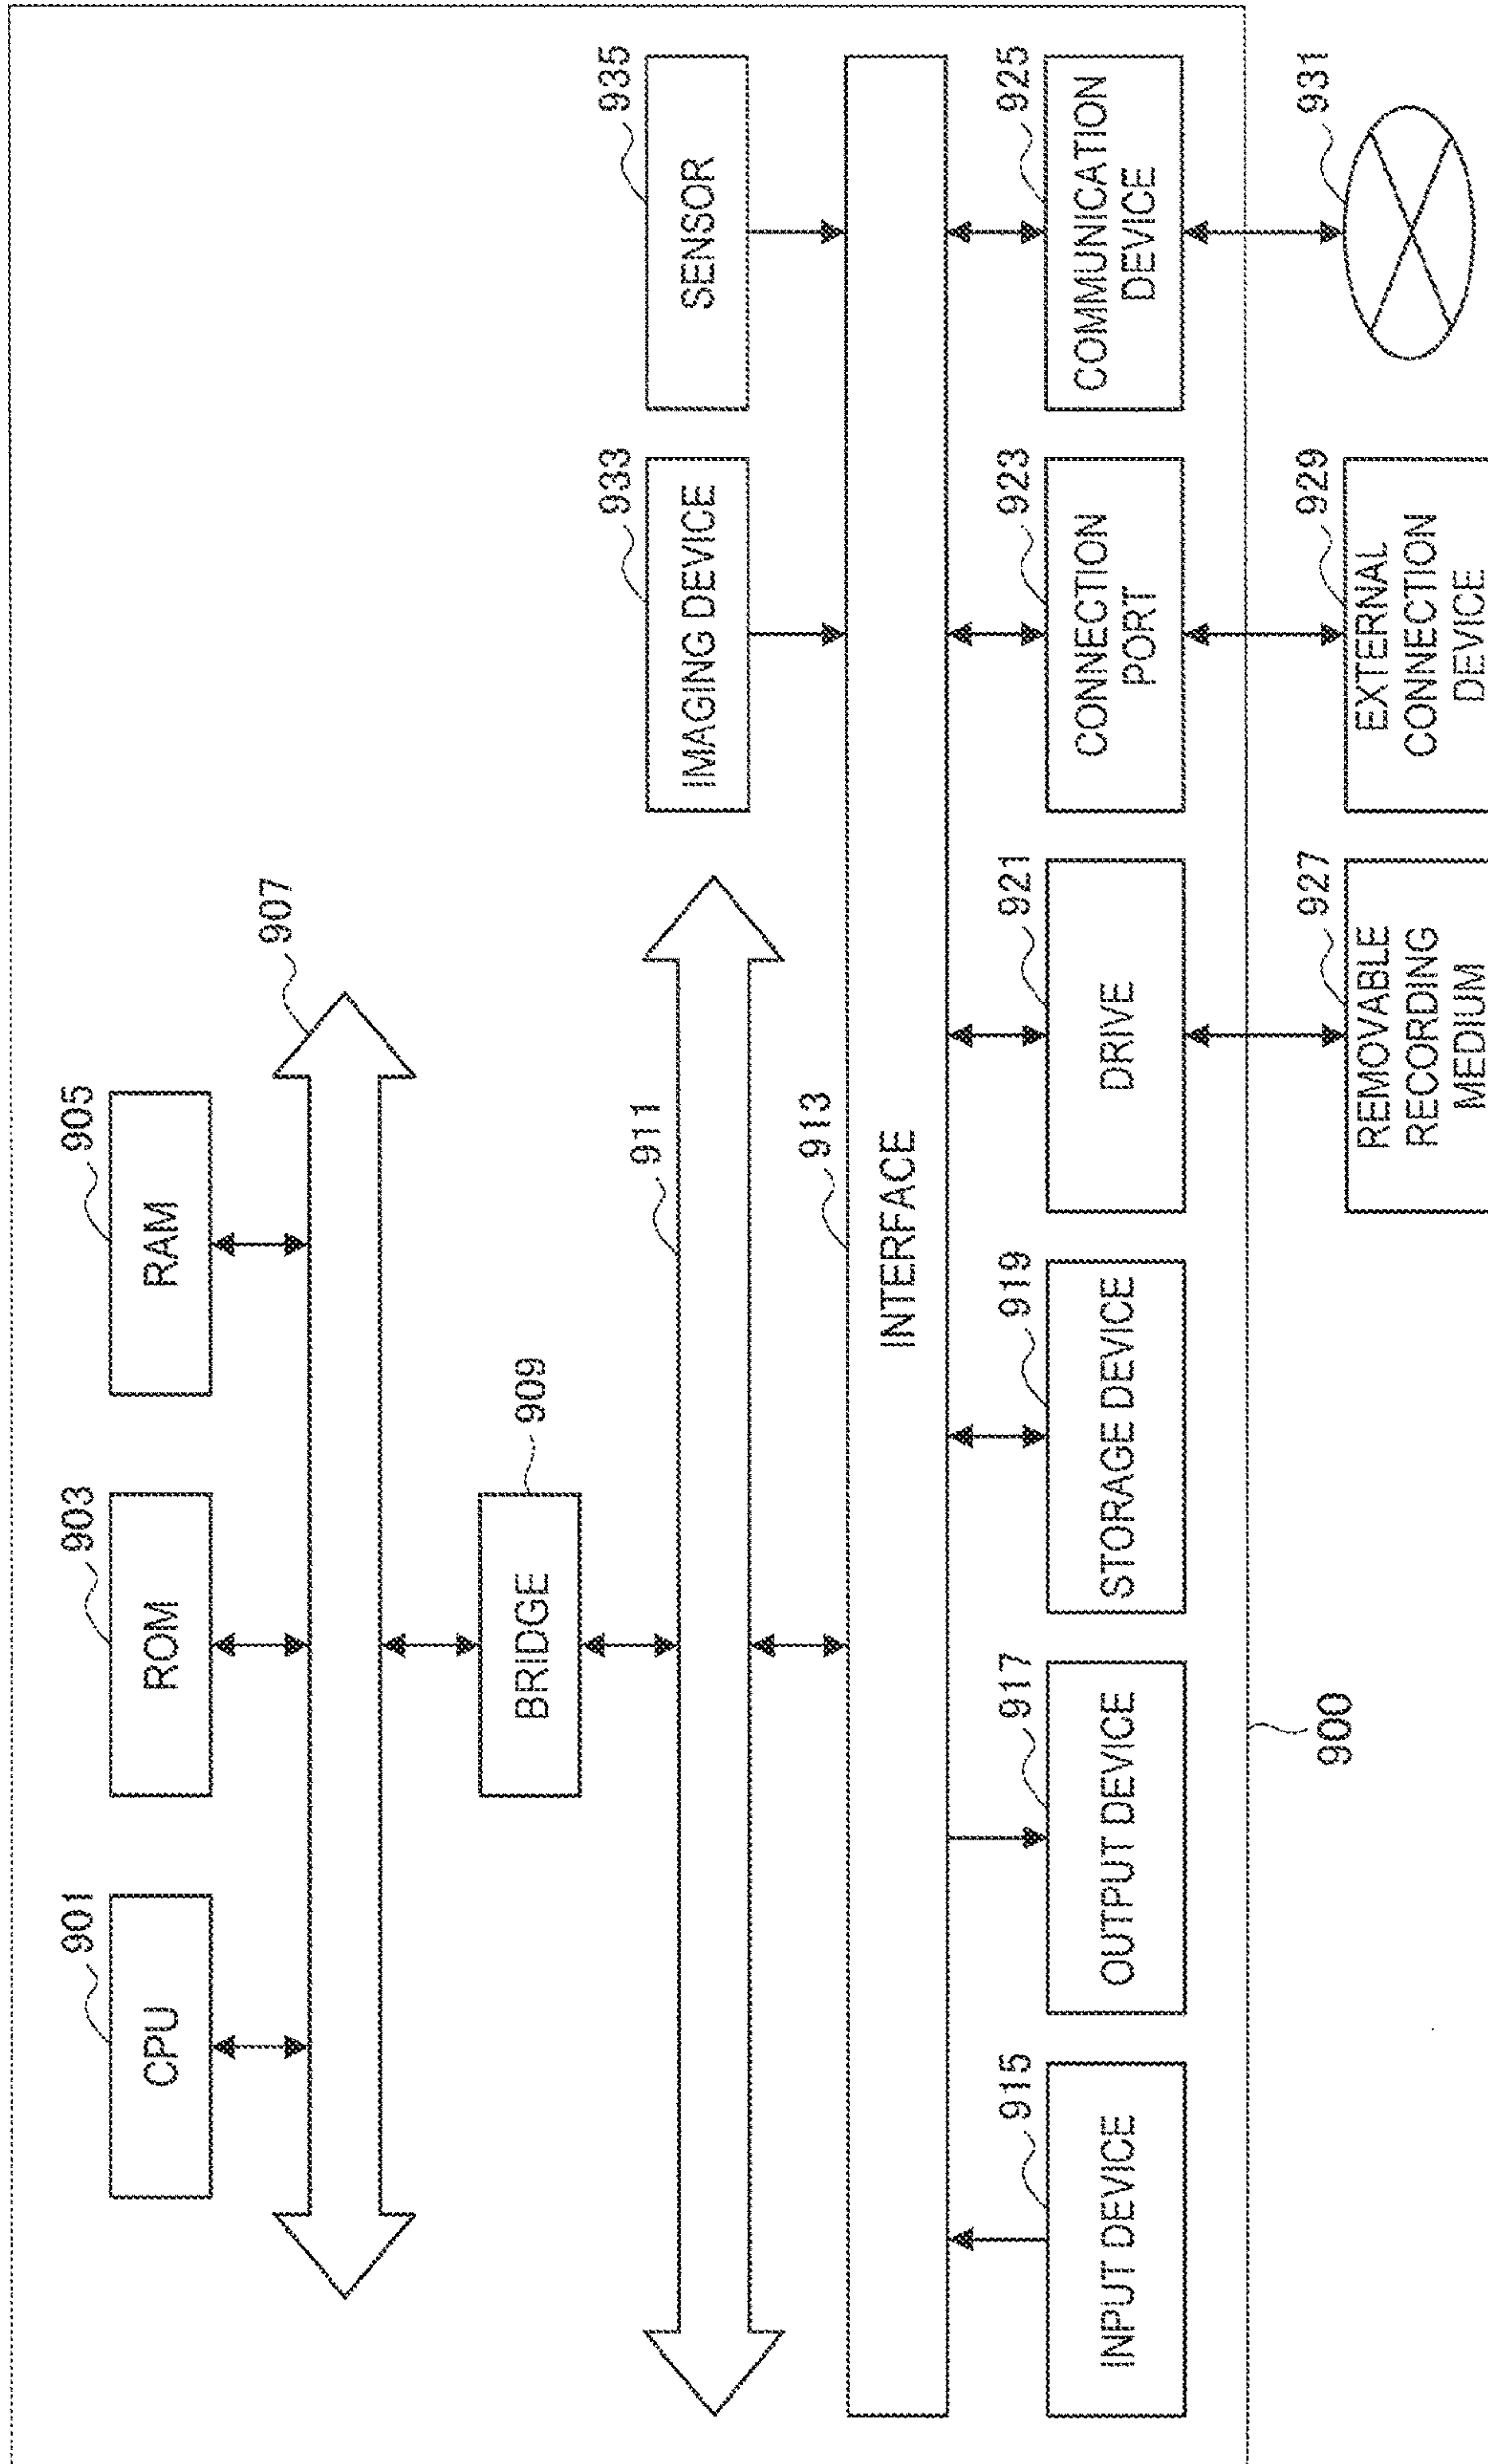 901
CPU
903
ROM
905
RAM
907
909
BRIDGE
911
933
IMAGING DEVICE
935
SENSOR
913
INTERFACE
915
INPUT DEVICE
917
OUTPUT DEVICE
919
STORAGE DEVICE
921
DRIVE
923
CONNECTION
PORT
925
COMMUNICATION
DEVICE
900
927
REMOVABLE
RECORDING
MEDIUM
929
EXTERNAL
CONNECTION
DEVICE
931